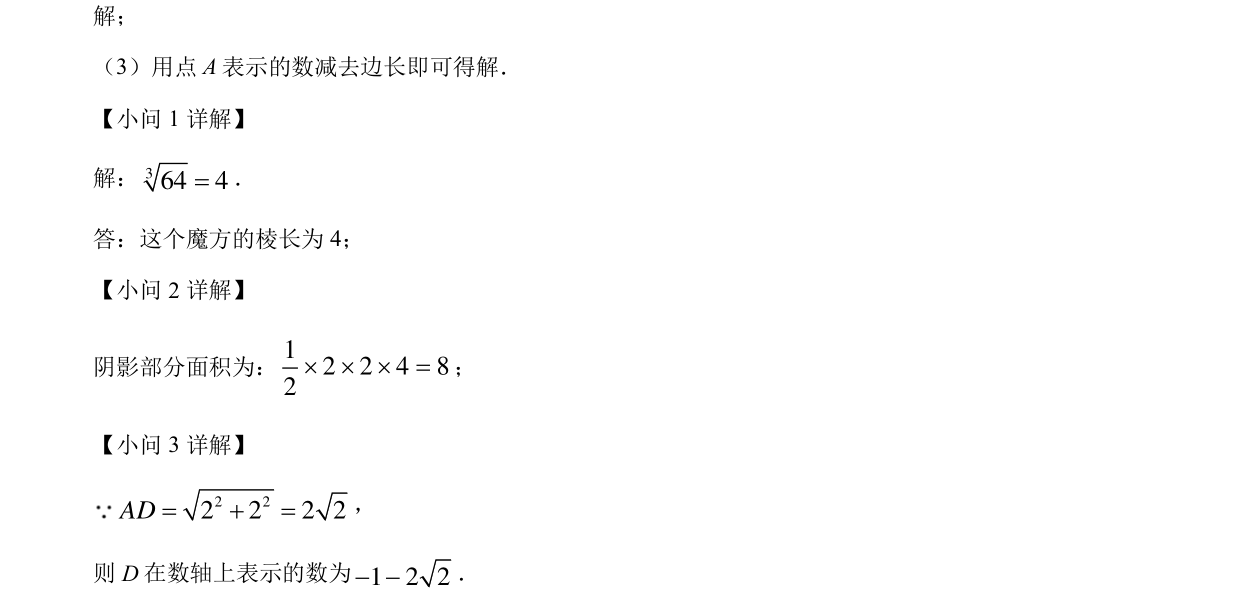 解；
（3）用点 A 表示的数减去边长即可得解．
【小问 1 详解】
解：∛64 = 4．
答：这个魔方的棱长为 4；
【小问 2 详解】
阴影部分面积为：1/2 × 2 × 2 × 4 = 8；
【小问 3 详解】
∵ AD = √(2² + 2²) = 2√2，
则 D 在数轴上表示的数为 −1 − 2√2．